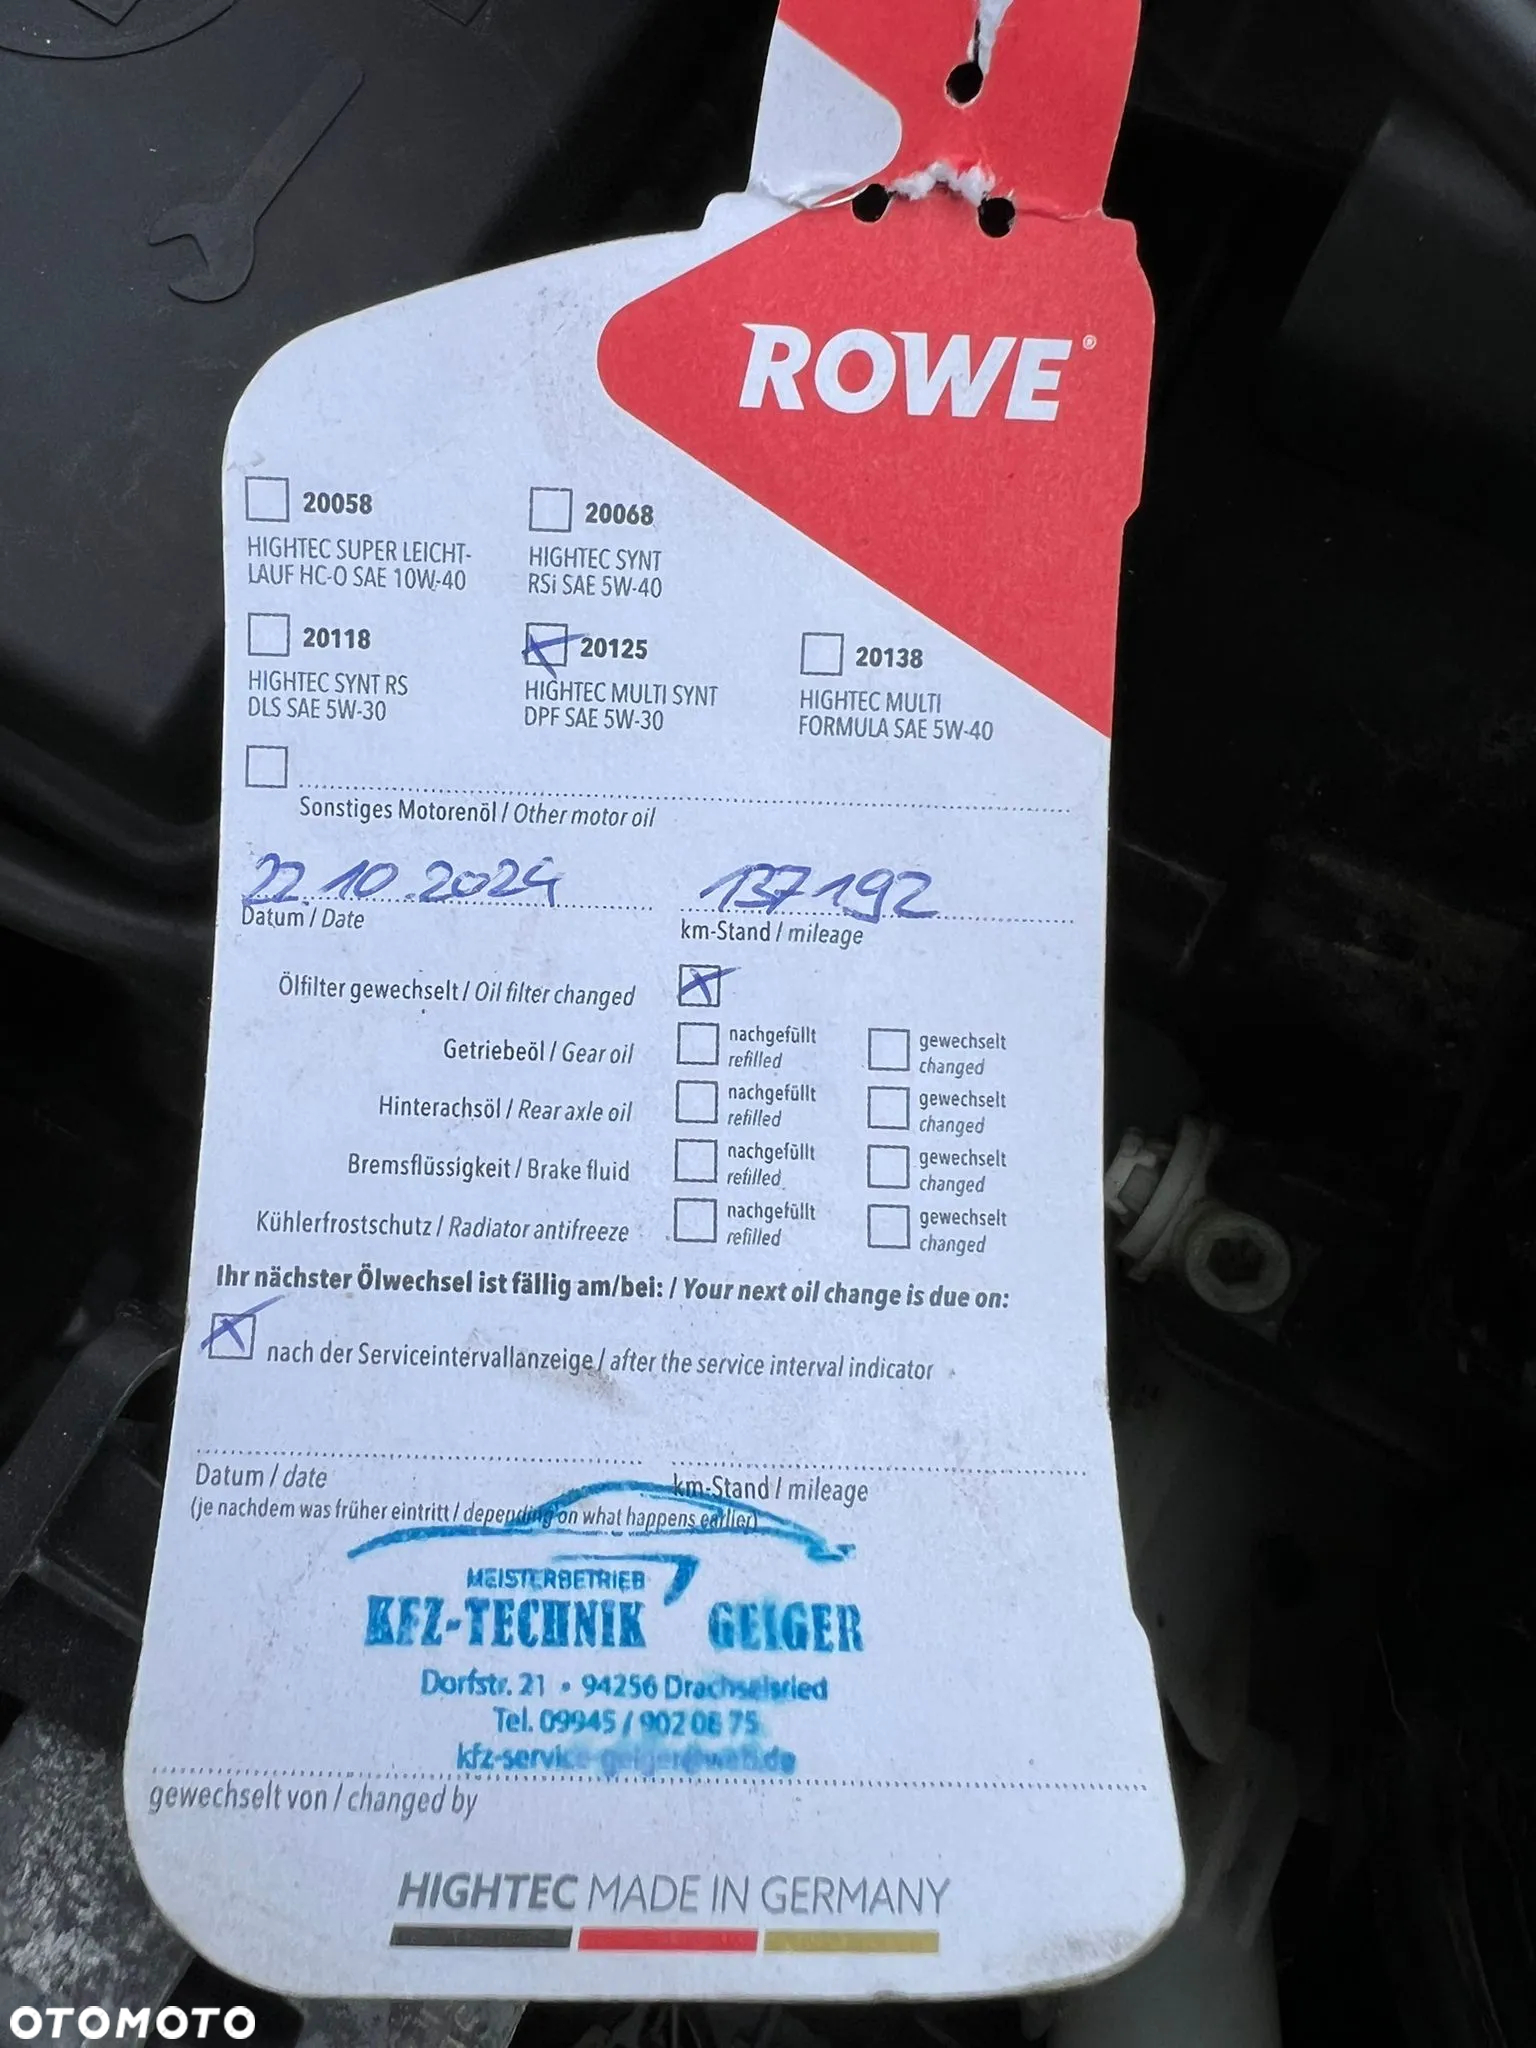 ROWE®
20058
HIGHTEC SUPER LEICHT-
LAUF HC-O SAE 10W-40
20068
HIGHTEC SYNT
RSi SAE 5W-40
20118
HIGHTEC SYNT RS
DLS SAE 5W-30
20125
HIGHTEC MULTI SYNT
DPF SAE 5W-30
20138
HIGHTEC MULTI
FORMULA SAE 5W-40
Sonstiges Motorenöl / Other motor oil
22.10.2024 137192
Datum / Date km-Stand / mileage
Ölfilter gewechselt / Oil filter changed
Getriebeöl / Gear oil
nachgefüllt
refilled
gewechselt
changed
Hinterachsöl / Rear axle oil
nachgefüllt
refilled
gewechselt
changed
Bremsflüssigkeit / Brake fluid
nachgefüllt
refilled
gewechselt
changed
Kühlerfrostschutz / Radiator antifreeze
nachgefüllt
refilled
gewechselt
changed
Ihr nächster Ölwechsel ist fällig am/bei: / Your next oil change is due on:
nach der Serviceintervallanzeige / after the service interval indicator
Datum / date km-Stand / mileage
(je nachdem was früher eintritt / depending on what happens earlier)
MEISTERBETRIEB
KFZ-TECHNIK GEIGER
Dorfstr. 21 • 94256 Drachselsried
Tel. 09945 / 902 08 75
kfz-service-geiger@web.de
gewechselt von / changed by
HIGHTEC MADE IN GERMANY
OTOMOTO